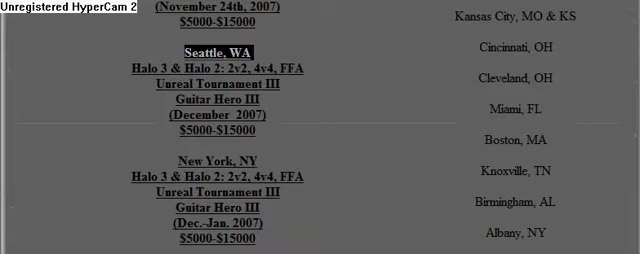 Unregistered HyperCam 2
(November 24th, 2007)
$5000-$15000
Seattle, WA
Halo 3 & Halo 2: 2v2, 4v4, FFA
Unreal Tournament III
Guitar Hero III
(December 2007)
$5000-$15000
New York, NY
Halo 3 & Halo 2: 2v2, 4v4, FFA
Unreal Tournament III
Guitar Hero III
(Dec.-Jan. 2007)
$5000-$15000
Kansas City, MO & KS
Cincinnati, OH
Cleveland, OH
Miami, FL
Boston, MA
Knoxville, TN
Birmingham, AL
Albany, NY